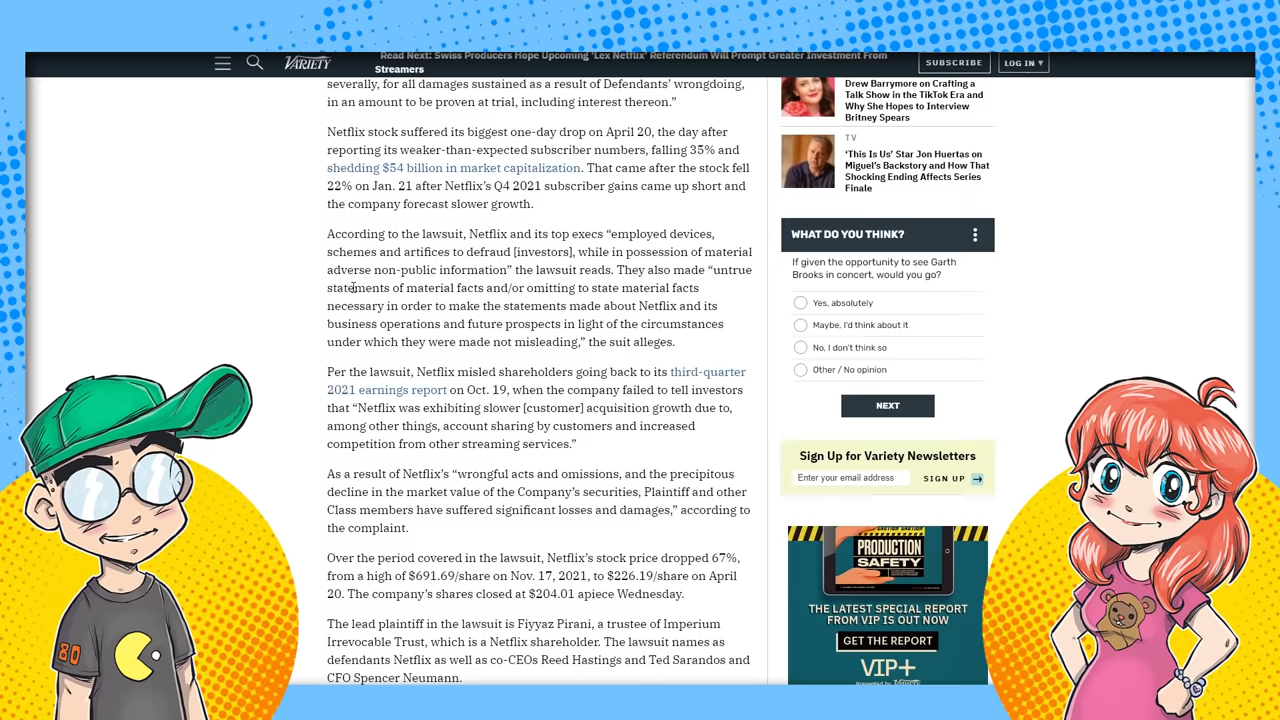 Read Next: Swiss Producers Hope Upcoming 'Lex Netflix' Referendum Will Prompt Greater Investment From
Streamers
VARIETY
SUBSCRIBE
LOG IN ▾
severally, for all damages sustained as a result of Defendants' wrongdoing,
in an amount to be proven at trial, including interest thereon."
Netflix stock suffered its biggest one-day drop on April 20, the day after
reporting its weaker-than-expected subscriber numbers, falling 35% and
shedding $54 billion in market capitalization. That came after the stock fell
22% on Jan. 21 after Netflix's Q4 2021 subscriber gains came up short and
the company forecast slower growth.
According to the lawsuit, Netflix and its top execs "employed devices,
schemes and artifices to defraud [investors], while in possession of material
adverse non-public information" the lawsuit reads. They also made "untrue
statements of material facts and/or omitting to state material facts
necessary in order to make the statements made about Netflix and its
business operations and future prospects in light of the circumstances
under which they were made not misleading," the suit alleges.
Per the lawsuit, Netflix misled shareholders going back to its third-quarter
2021 earnings report on Oct. 19, when the company failed to tell investors
that "Netflix was exhibiting slower [customer] acquisition growth due to,
among other things, account sharing by customers and increased
competition from other streaming services."
As a result of Netflix's "wrongful acts and omissions, and the precipitous
decline in the market value of the Company's securities, Plaintiff and other
Class members have suffered significant losses and damages," according to
the complaint.
Over the period covered in the lawsuit, Netflix's stock price dropped 67%,
from a high of $691.69/share on Nov. 17, 2021, to $226.19/share on April
20. The company's shares closed at $204.01 apiece Wednesday.
The lead plaintiff in the lawsuit is Fiyyaz Pirani, a trustee of Imperium
Irrevocable Trust, which is a Netflix shareholder. The lawsuit names as
defendants Netflix as well as co-CEOs Reed Hastings and Ted Sarandos and
CFO Spencer Neumann.
Drew Barrymore on Crafting a
Talk Show in the TikTok Era and
Why She Hopes to Interview
Britney Spears
TV
'This Is Us' Star Jon Huertas on
Miguel's Backstory and How That
Shocking Ending Affects Series
Finale
WHAT DO YOU THINK?
If given the opportunity to see Garth
Brooks in concert, would you go?
Yes, absolutely
Maybe, I'd think about it
No, I don't think so
Other / No opinion
NEXT
Sign Up for Variety Newsletters
Enter your email address
SIGN UP
PRODUCTION
SAFETY
THE LATEST SPECIAL REPORT
FROM VIP IS OUT NOW
GET THE REPORT
VIP+
Presented by VARIETY
80